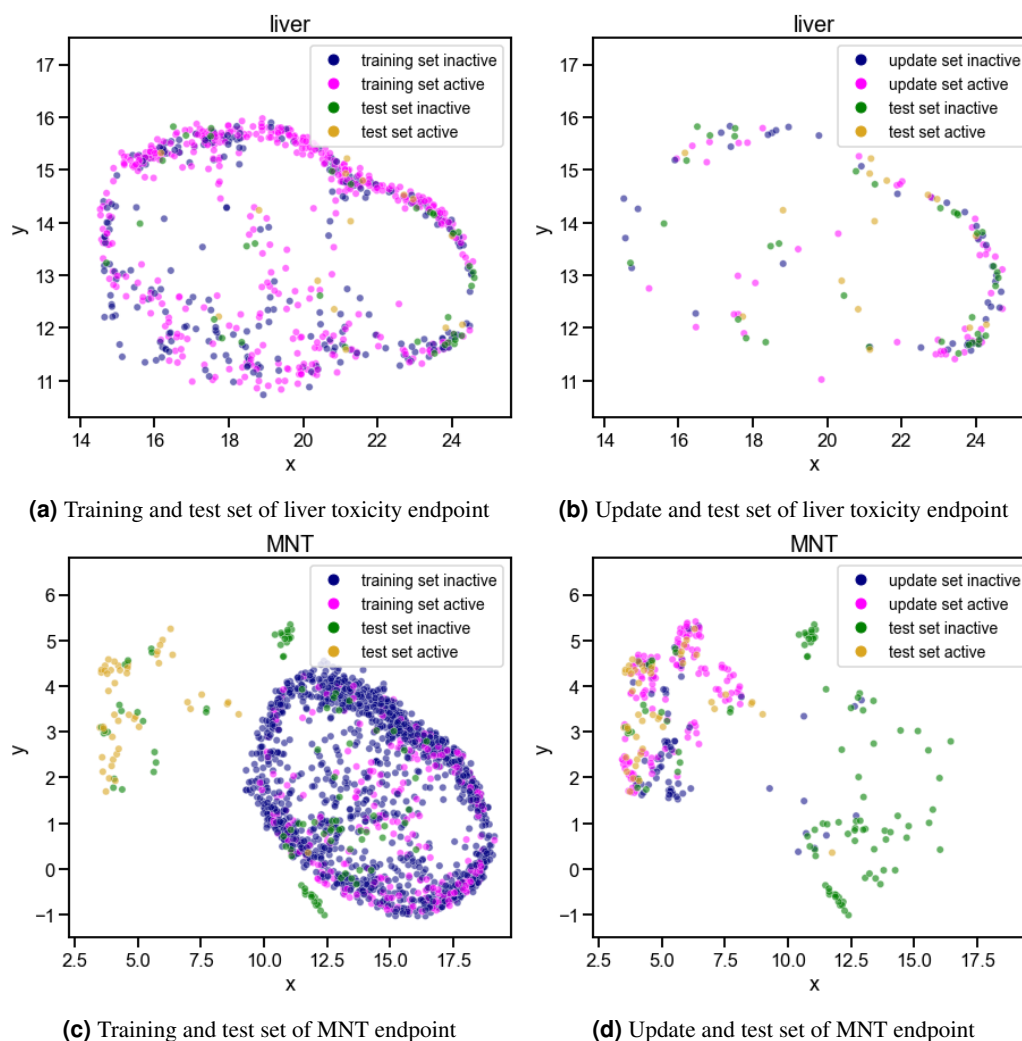 liver
17
16
15
14
13
12
11
y
14 16 18 20 22 24
x
training set inactive
training set active
test set inactive
test set active
(a) Training and test set of liver toxicity endpoint
liver
17
16
15
14
13
12
11
y
14 16 18 20 22 24
x
update set inactive
update set active
test set inactive
test set active
(b) Update and test set of liver toxicity endpoint
MNT
6
5
4
3
2
1
0
−1
y
2.5 5.0 7.5 10.0 12.5 15.0 17.5
x
training set inactive
training set active
test set inactive
test set active
(c) Training and test set of MNT endpoint
MNT
6
5
4
3
2
1
0
−1
y
2.5 5.0 7.5 10.0 12.5 15.0 17.5
x
update set inactive
update set active
test set inactive
test set active
(d) Update and test set of MNT endpoint